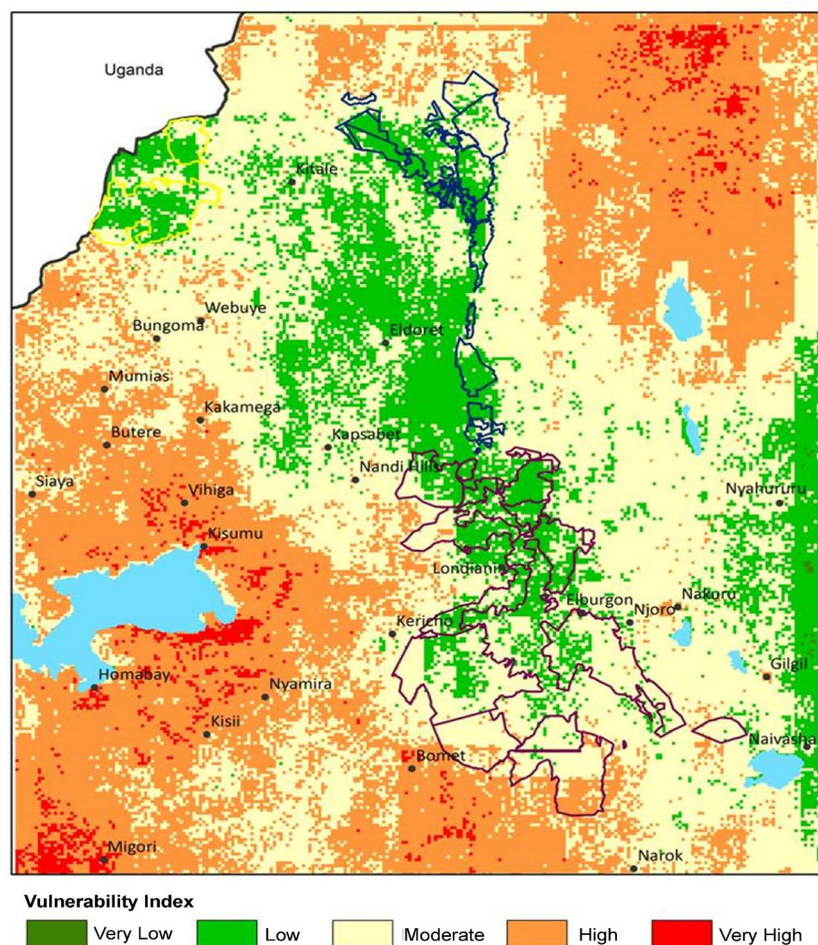 Uganda
Kitale
Webuye
Bungoma
Eldoret
Mumias
Kakamega
Butere
Kapsabet
Nandi Hills
Siaya
Vihiga
Nyahururu
Kisumu
Londiani
Elburgon
Nakuru
Njoro
Kericho
Gilgil
Homabay
Nyamira
Kisii
Naivasha
Bomet
Migori
Narok
Vulnerability Index
Very Low Low Moderate High Very High